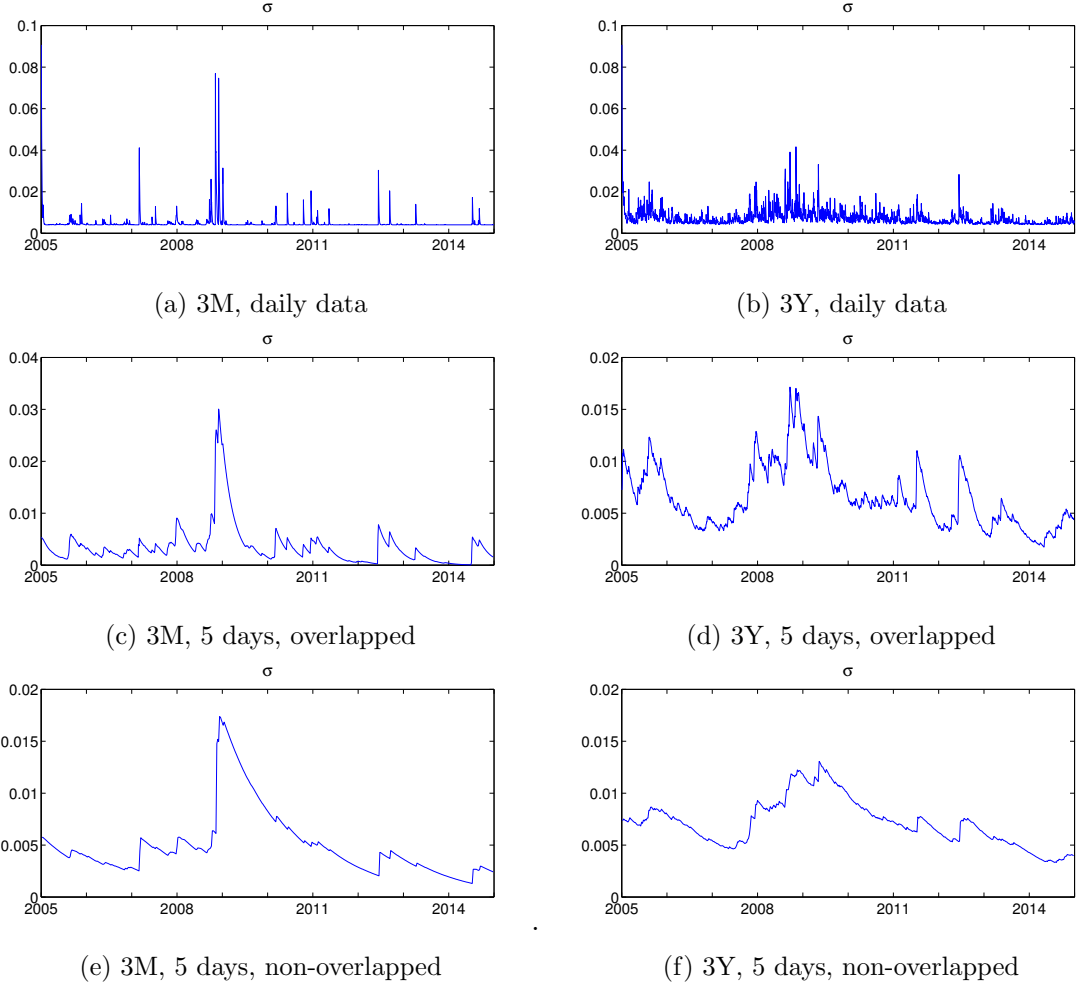 σ
0.1
0.08
0.06
0.04
0.02
0
2005 2008 2011 2014
(a) 3M, daily data
σ
0.1
0.08
0.06
0.04
0.02
0
2005 2008 2011 2014
(b) 3Y, daily data
σ
0.04
0.03
0.02
0.01
0
2005 2008 2011 2014
(c) 3M, 5 days, overlapped
σ
0.02
0.015
0.01
0.005
0
2005 2008 2011 2014
(d) 3Y, 5 days, overlapped
σ
0.02
0.015
0.01
0.005
0
2005 2008 2011 2014
(e) 3M, 5 days, non-overlapped
.
σ
0.02
0.015
0.01
0.005
0
2005 2008 2011 2014
(f) 3Y, 5 days, non-overlapped